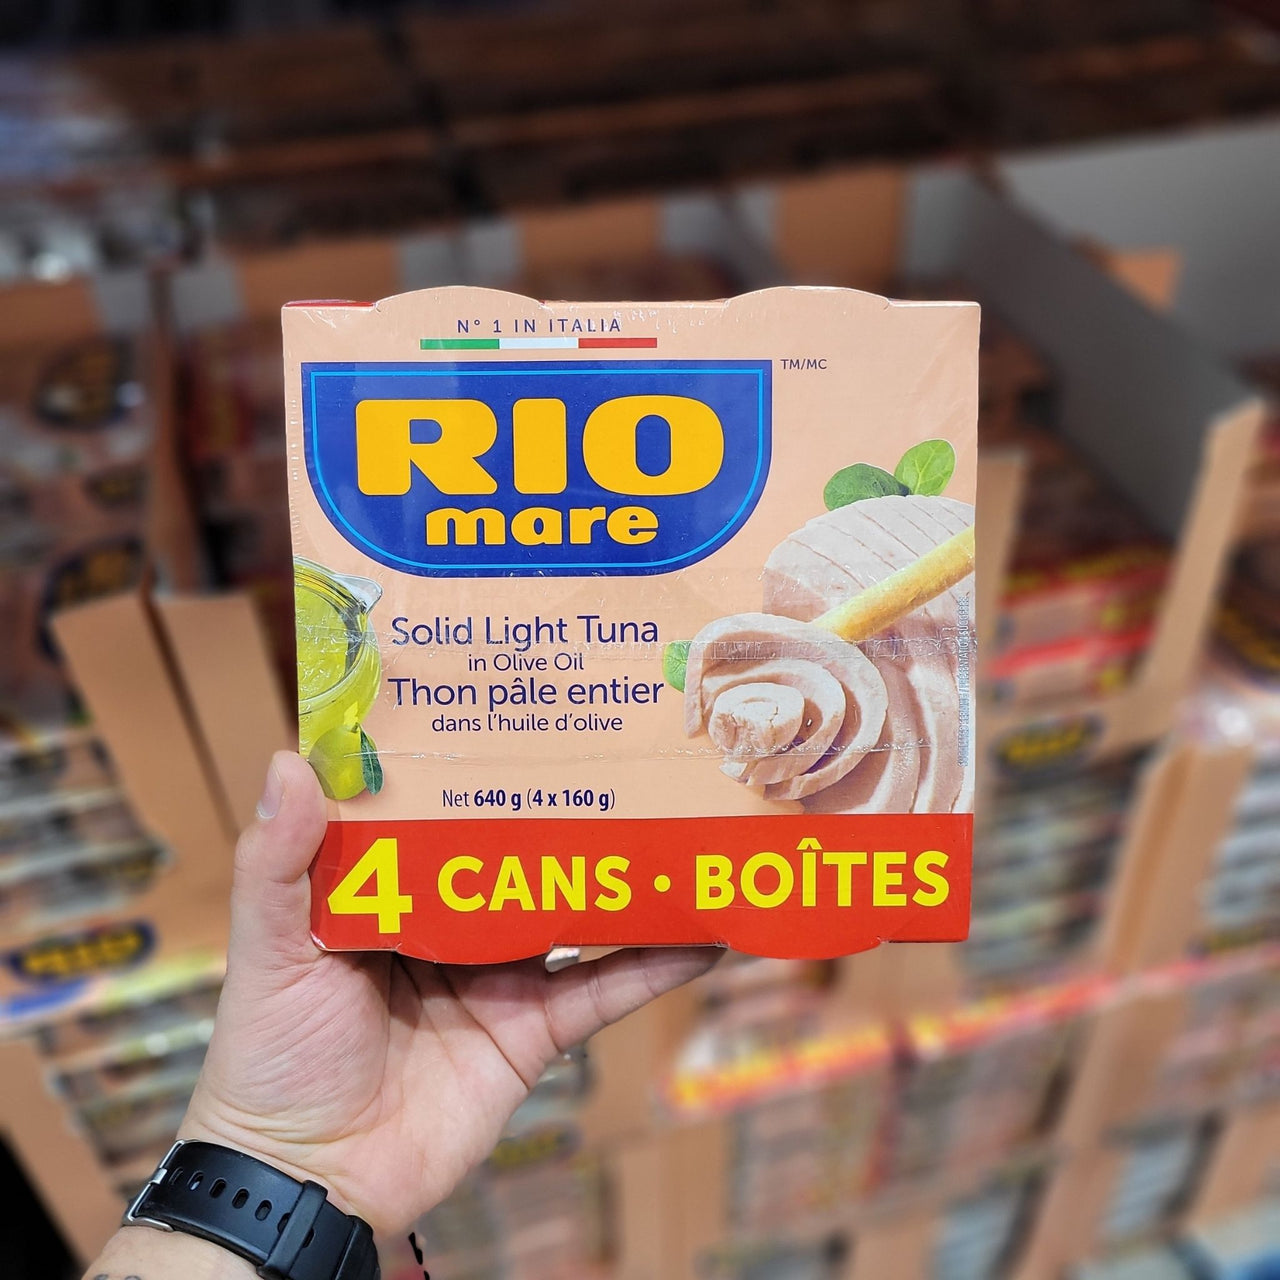 N° 1 IN ITALIA
TM/MC
RIO
mare
Solid Light Tuna
in Olive Oil
Thon pâle entier
dans l'huile d'olive
Net 640 g (4 x 160 g)
4 CANS · BOÎTES